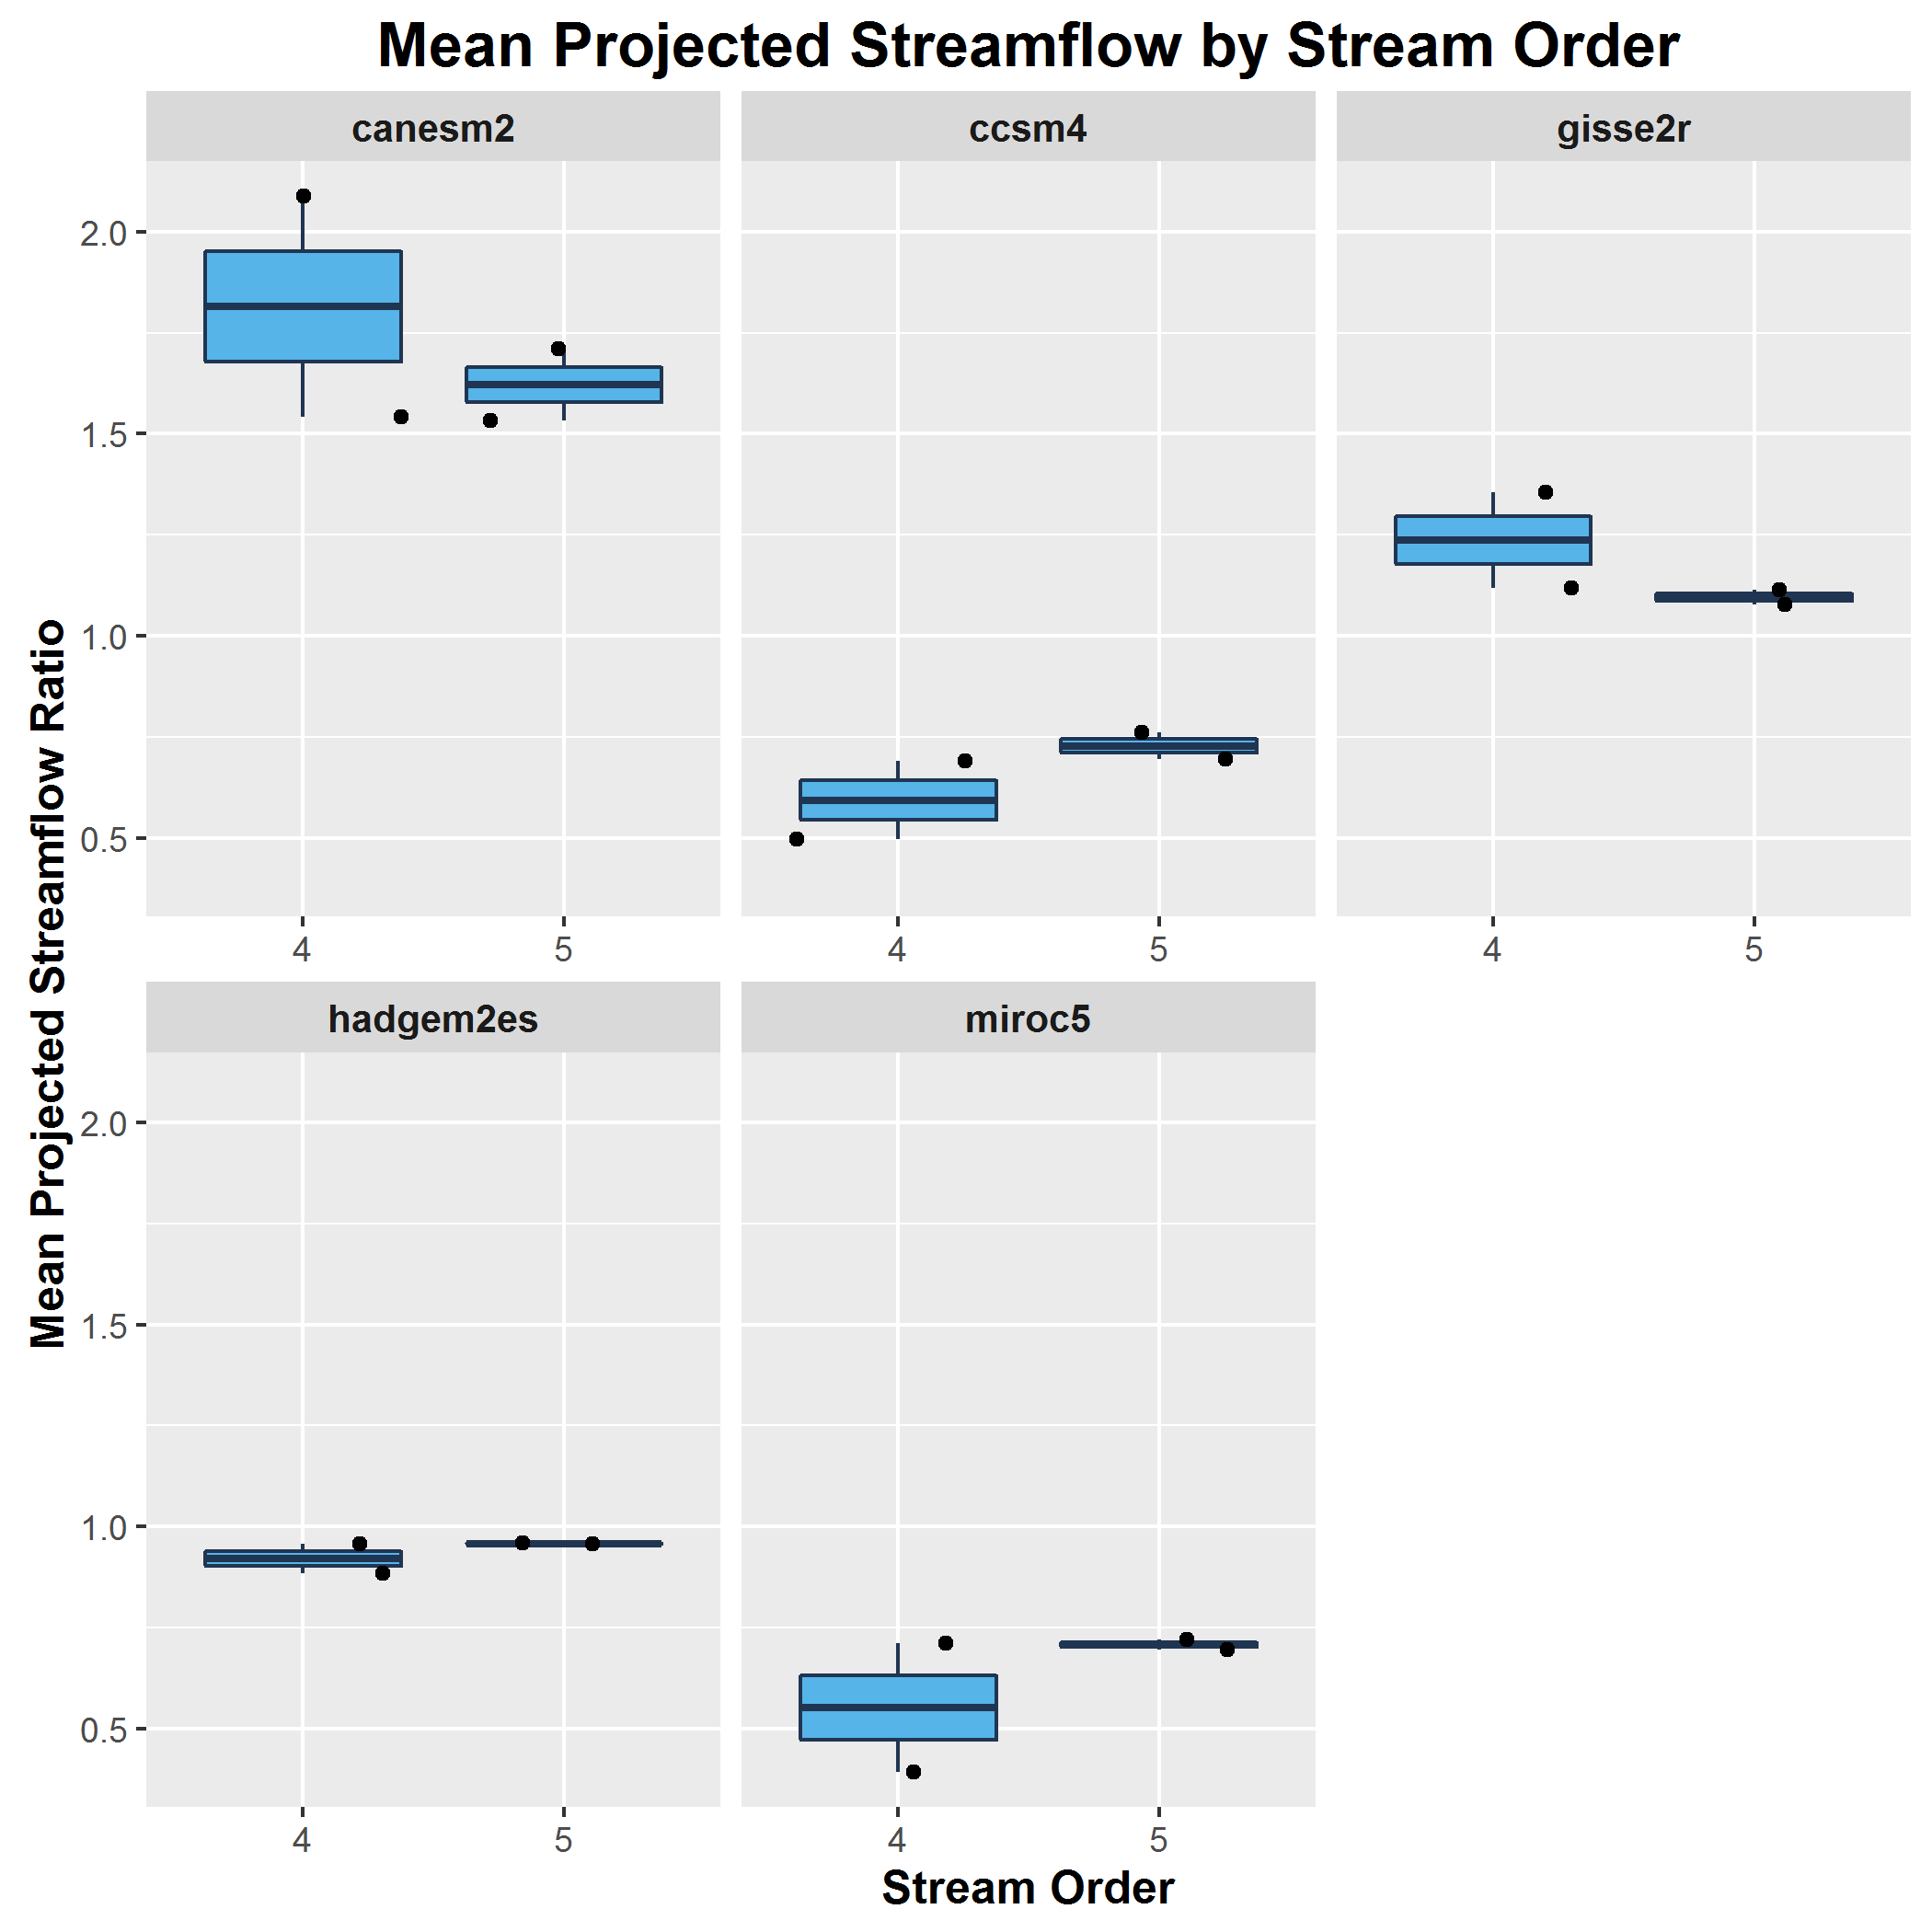 Mean Projected Streamflow by Stream Order
canesm2
ccsm4
gisse2r
2.0
1.5
1.0
0.5
4
5
4
5
4
5
Mean Projected Streamflow Ratio
hadgem2es
miroc5
2.0
1.5
1.0
0.5
4
5
4
5
Stream Order